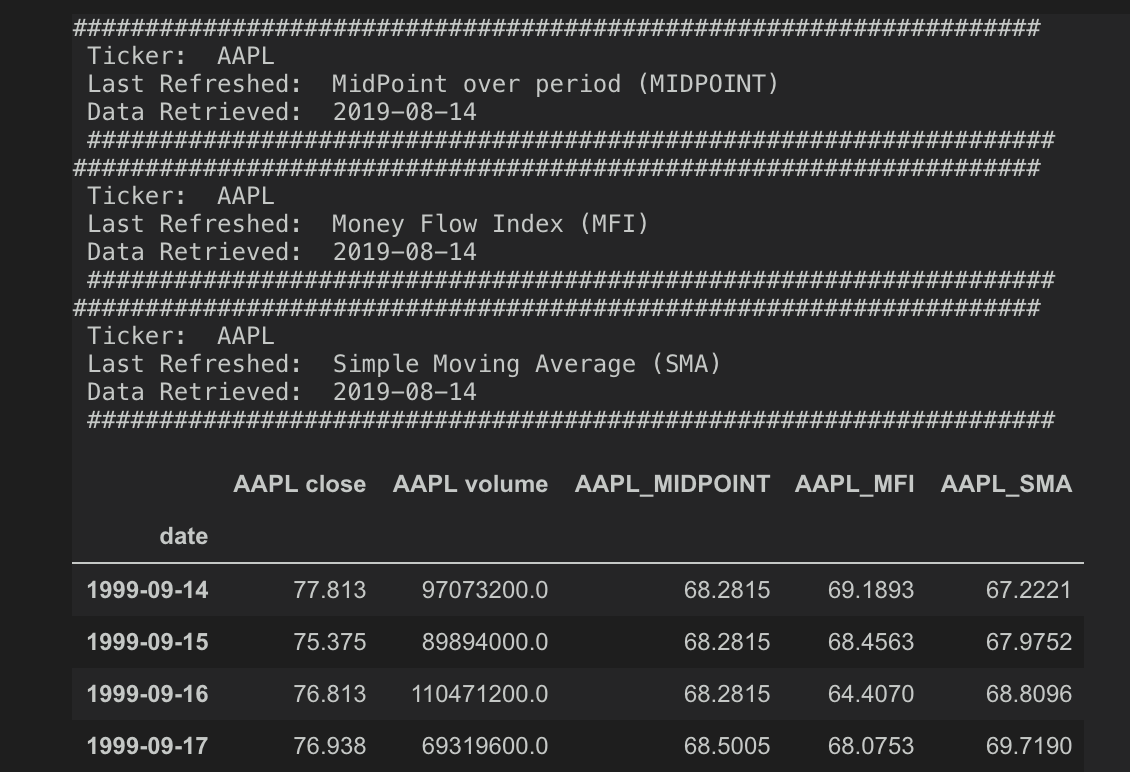 ###################################################################
Ticker:  AAPL
Last Refreshed:  MidPoint over period (MIDPOINT)
Data Retrieved:  2019-08-14
###################################################################
###################################################################
Ticker:  AAPL
Last Refreshed:  Money Flow Index (MFI)
Data Retrieved:  2019-08-14
###################################################################
###################################################################
Ticker:  AAPL
Last Refreshed:  Simple Moving Average (SMA)
Data Retrieved:  2019-08-14
###################################################################
AAPL close AAPL volume AAPL_MIDPOINT AAPL_MFI AAPL_SMA
date
1999-09-14 77.813 97073200.0 68.2815 69.1893 67.2221
1999-09-15 75.375 89894000.0 68.2815 68.4563 67.9752
1999-09-16 76.813 110471200.0 68.2815 64.4070 68.8096
1999-09-17 76.938 69319600.0 68.5005 68.0753 69.7190